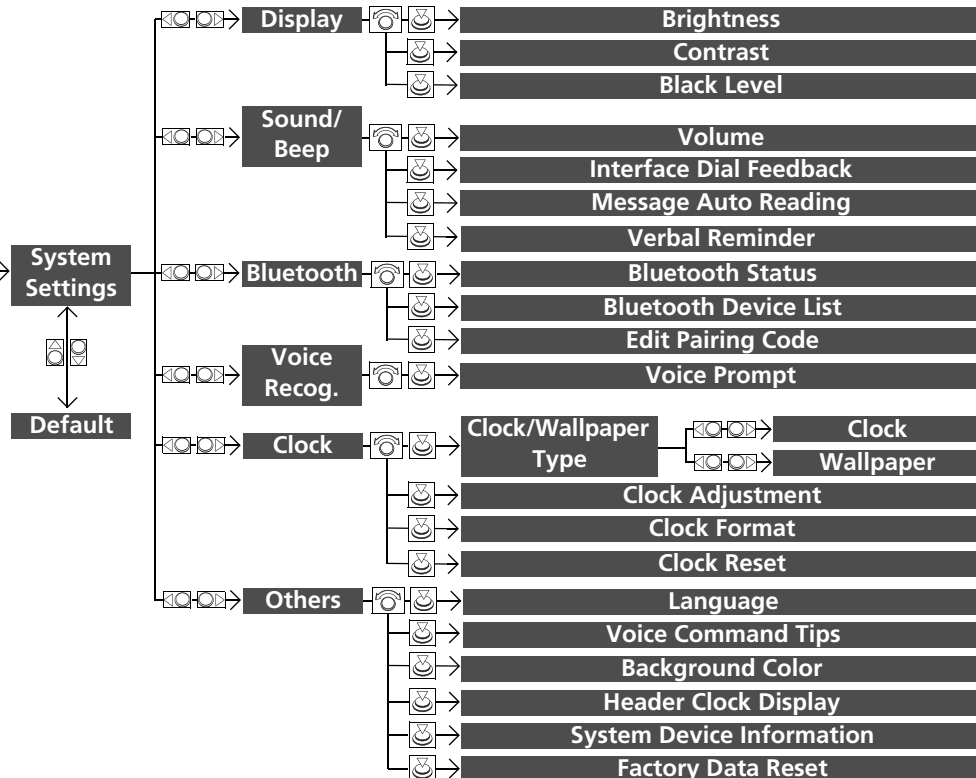 Display
Brightness
Contrast
Black Level
Sound/
Beep
Volume
Interface Dial Feedback
Message Auto Reading
Verbal Reminder
System
Settings
Bluetooth
Bluetooth Status
Bluetooth Device List
Edit Pairing Code
Voice
Recog.
Voice Prompt
Default
Clock
Clock/Wallpaper
Type
Clock
Wallpaper
Clock Adjustment
Clock Format
Clock Reset
Others
Language
Voice Command Tips
Background Color
Header Clock Display
System Device Information
Factory Data Reset